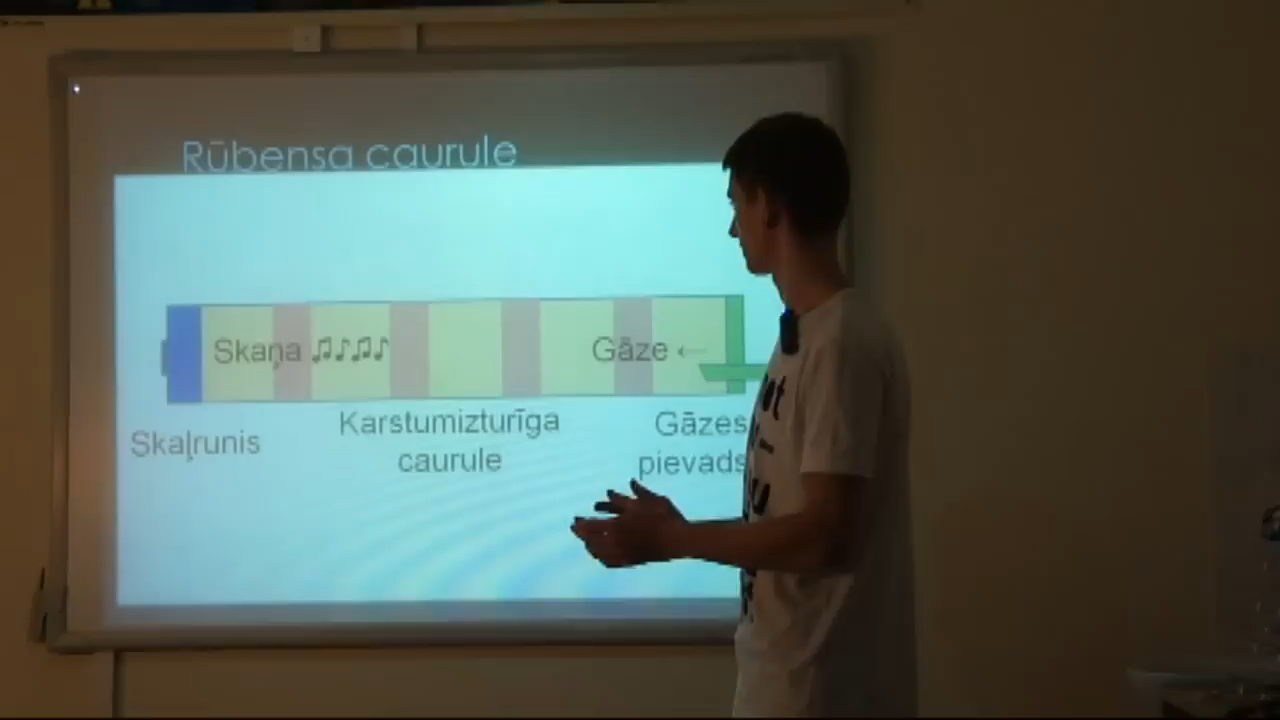 Rūbensa caurule
Skaņa ♫♪♫♪ Gāze ←
Skaļrunis
Karstumizturīga
caurule
Gāzes
pievads